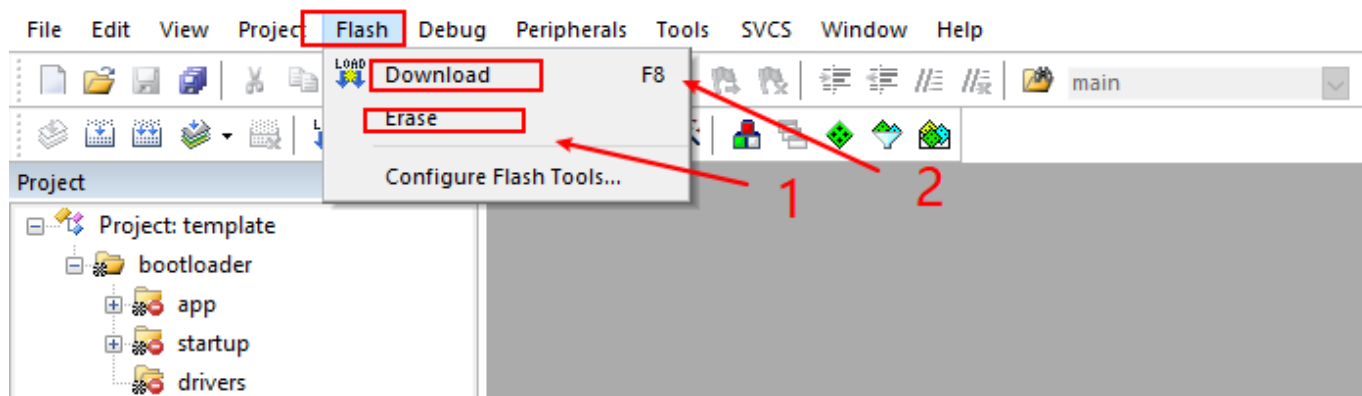 File Edit View Project Flash Debug Peripherals Tools SVCS Window Help
LOAD Download F8
main
Erase
Project
Configure Flash Tools...
1
2
Project: template
bootloader
app
startup
drivers